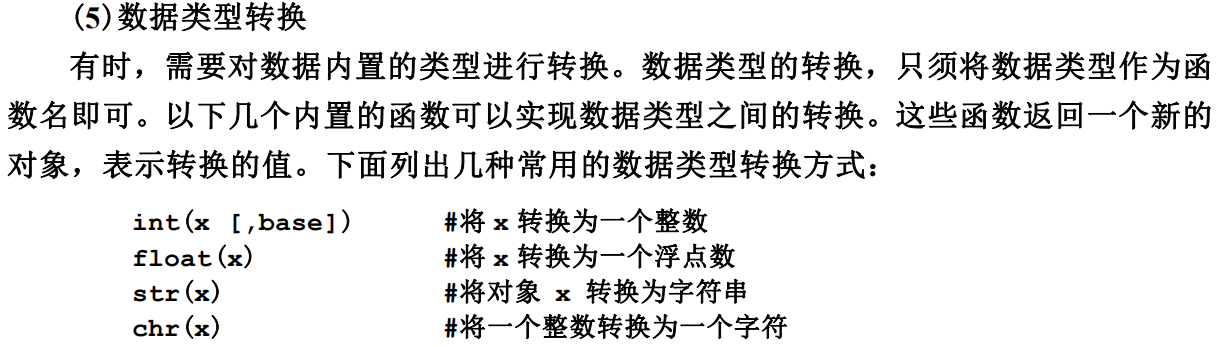 (5)数据类型转换
有时，需要对数据内置的类型进行转换。数据类型的转换，只须将数据类型作为函
数名即可。以下几个内置的函数可以实现数据类型之间的转换。这些函数返回一个新的
对象，表示转换的值。下面列出几种常用的数据类型转换方式：
int(x [,base]) #将 x 转换为一个整数
float(x) #将 x 转换为一个浮点数
str(x) #将对象 x 转换为字符串
chr(x) #将一个整数转换为一个字符